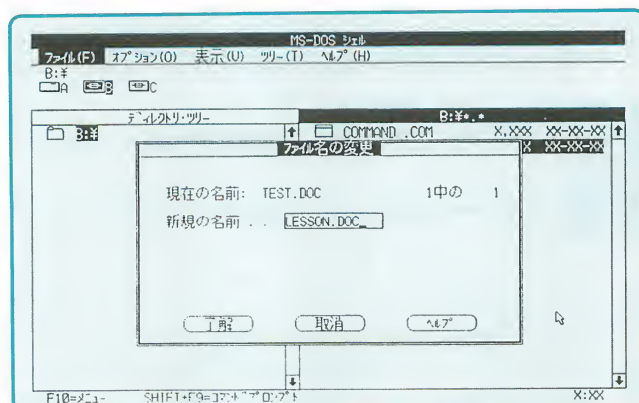 MS-DOS シェル
ファイル(F) オプション(O) 表示(V) ツリー(T) ヘルプ(H)
B:¥
A B C
ディレクトリ・ツリー B:¥*.*
B:¥ COMMAND .COM X,XXX XX-XX-XX
ファイル名の変更 X XX-XX-XX
現在の名前: TEST.DOC 1中の 1
新規の名前 . . LESSON.DOC_
了解 取消 ヘルプ
F10=メニュー SHIFT+F9=コマンドプロンプト X:XX